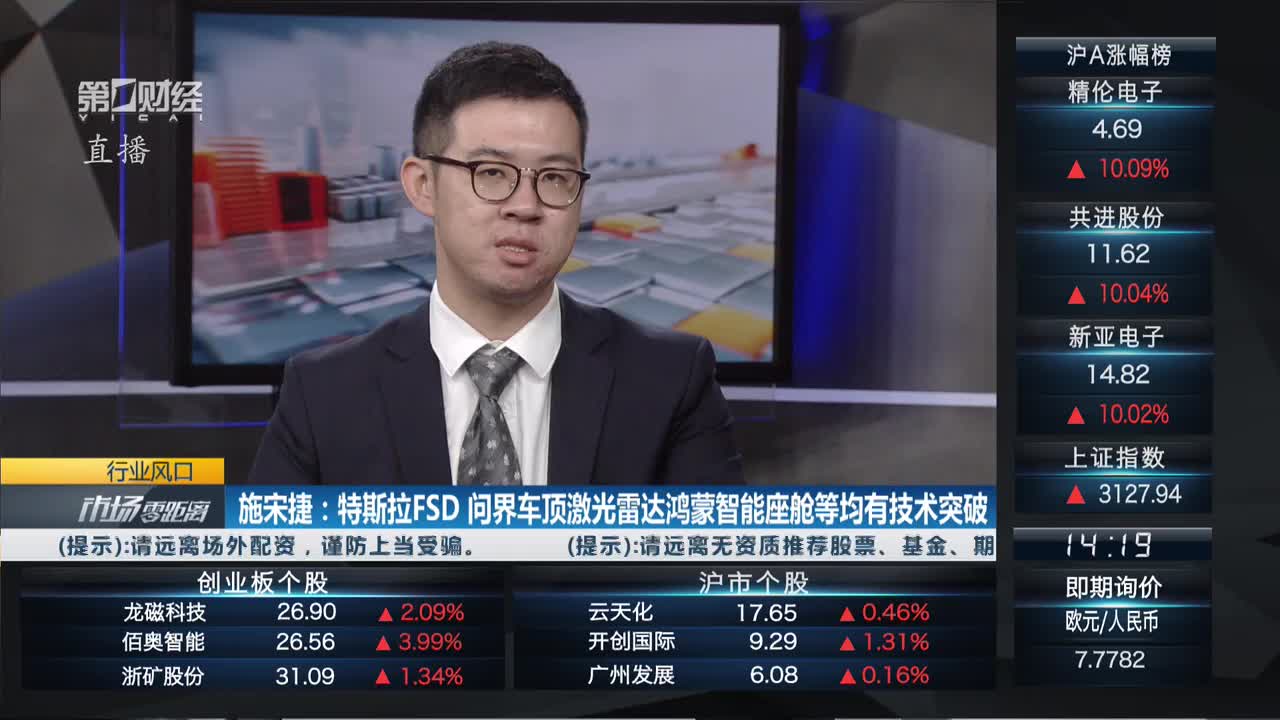 第一财经
YICAI
直播
行业风口
市场零距离
施宋捷：特斯拉FSD 问界车顶激光雷达鸿蒙智能座舱等均有技术突破
(提示):请远离场外配资，谨防上当受骗。 (提示):请远离无资质推荐股票、基金、期
创业板个股
龙磁科技 26.90 ▲2.09%
佰奥智能 26.56 ▲3.99%
浙矿股份 31.09 ▲1.34%
沪市个股
云天化 17.65 ▲0.46%
开创国际 9.29 ▲1.31%
广州发展 6.08 ▲0.16%
沪A涨幅榜
精伦电子
4.69
▲ 10.09%
共进股份
11.62
▲ 10.04%
新亚电子
14.82
▲ 10.02%
上证指数
▲ 3127.94
14:19
即期询价
欧元/人民币
7.7782